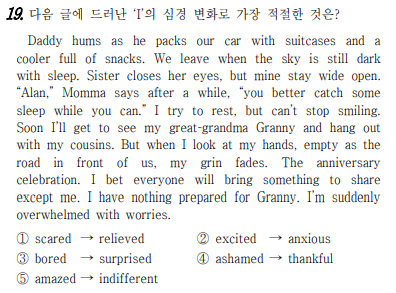 19. 다음 글에 드러난 ‘I’의 심경 변화로 가장 적절한 것은?
Daddy hums as he packs our car with suitcases and a
cooler full of snacks. We leave when the sky is still dark
with sleep. Sister closes her eyes, but mine stay wide open.
“Alan,” Momma says after a while, “you better catch some
sleep while you can.” I try to rest, but can’t stop smiling.
Soon I’ll get to see my great-grandma Granny and hang out
with my cousins. But when I look at my hands, empty as the
road in front of us, my grin fades. The anniversary
celebration. I bet everyone will bring something to share
except me. I have nothing prepared for Granny. I’m suddenly
overwhelmed with worries.
① scared → relieved ② excited → anxious
③ bored → surprised ④ ashamed → thankful
⑤ amazed → indifferent